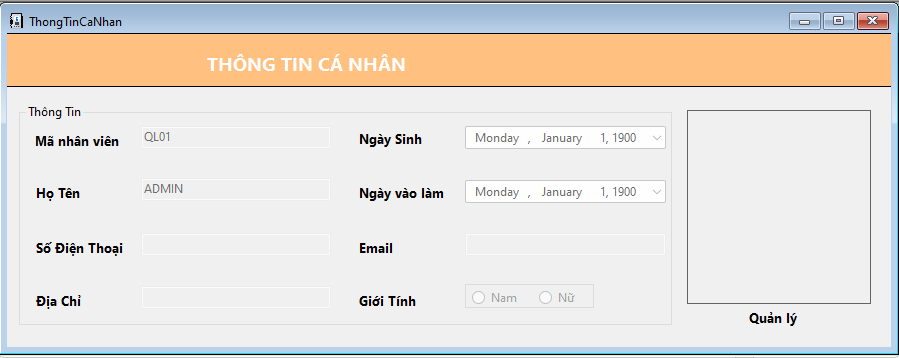 ThongTinCaNhan
THÔNG TIN CÁ NHÂN
Thông Tin
Mã nhân viên QL01 Ngày Sinh Monday , January 1, 1900
Họ Tên ADMIN Ngày vào làm Monday , January 1, 1900
Số Điện Thoại Email
Địa Chỉ Giới Tính Nam Nữ
Quản lý